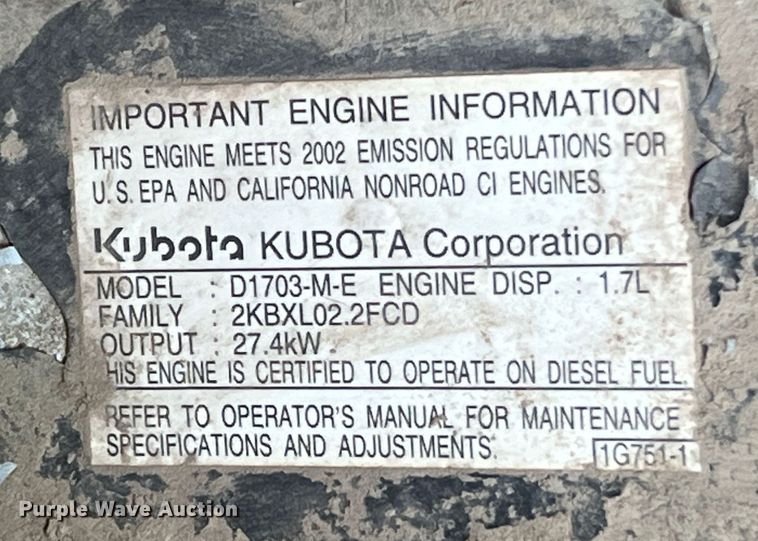 IMPORTANT ENGINE INFORMATION
THIS ENGINE MEETS 2002 EMISSION REGULATIONS FOR
U.S. EPA AND CALIFORNIA NONROAD CI ENGINES.
Kubota KUBOTA Corporation
MODEL : D1703-M-E ENGINE DISP. : 1.7L
FAMILY : 2KBXL02.2FCD
OUTPUT : 27.4kW
HIS ENGINE IS CERTIFIED TO OPERATE ON DIESEL FUEL.
REFER TO OPERATOR'S MANUAL FOR MAINTENANCE
SPECIFICATIONS AND ADJUSTMENTS.
1G751-1
Purple Wave Auction